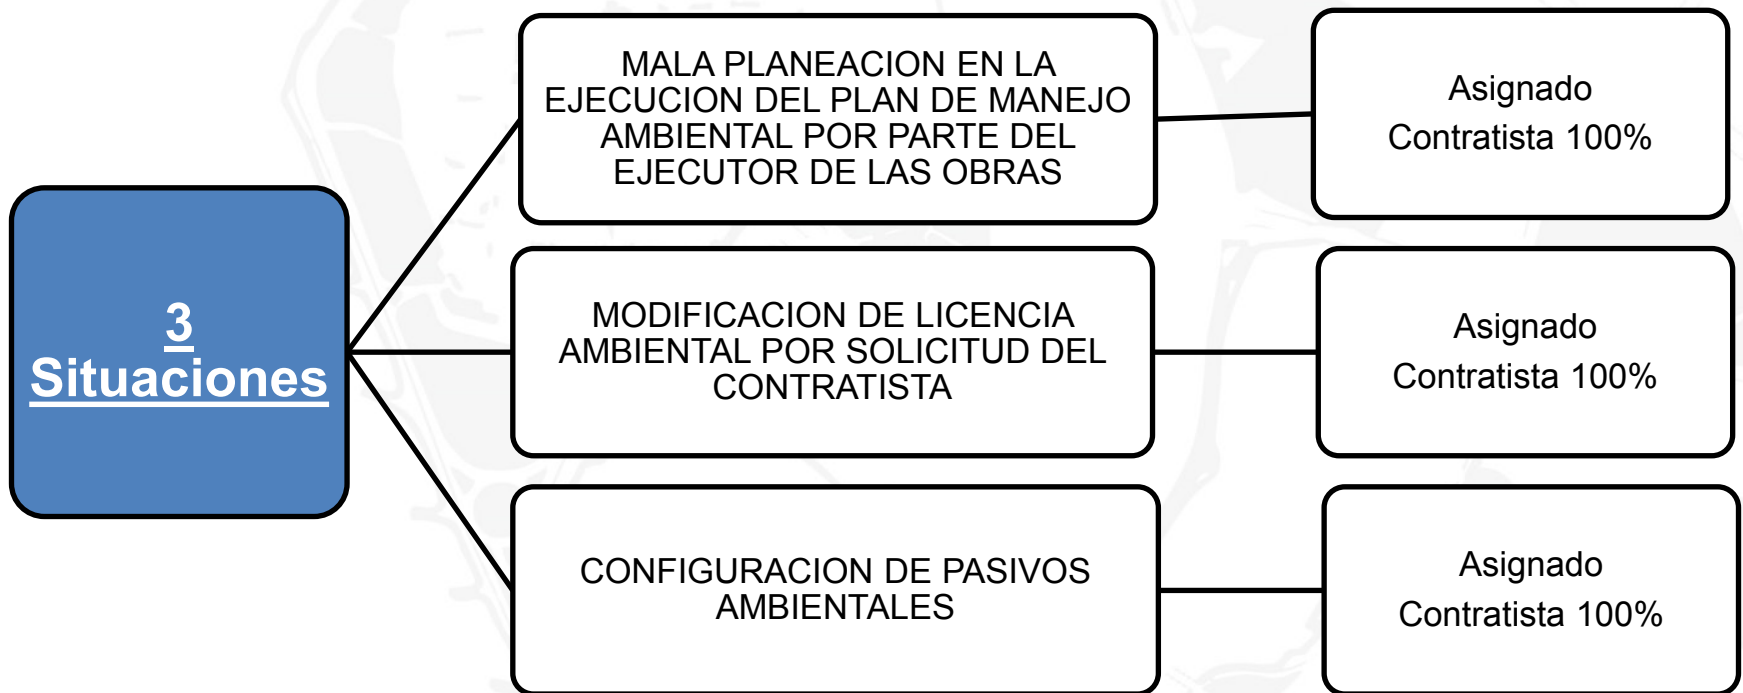 3
Situaciones
MALA PLANEACION EN LA
EJECUCION DEL PLAN DE MANEJO
AMBIENTAL POR PARTE DEL
EJECUTOR DE LAS OBRAS
Asignado
Contratista 100%
MODIFICACION DE LICENCIA
AMBIENTAL POR SOLICITUD DEL
CONTRATISTA
Asignado
Contratista 100%
CONFIGURACION DE PASIVOS
AMBIENTALES
Asignado
Contratista 100%